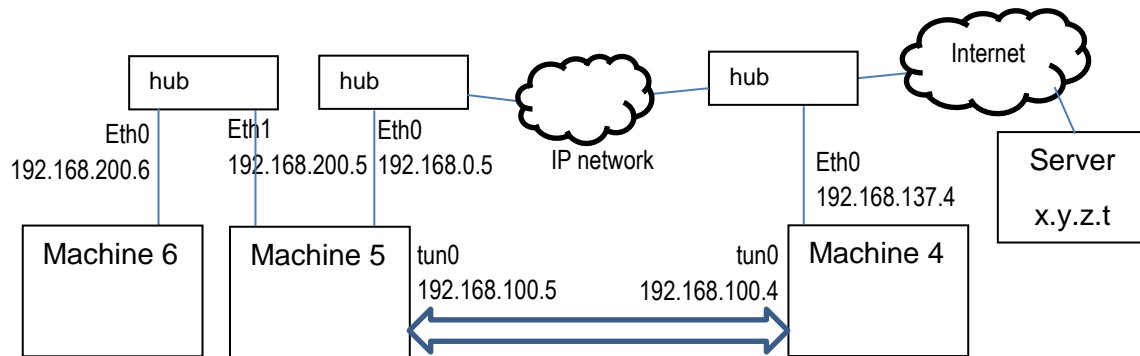 hub
hub
hub
Internet
Eth0
192.168.200.6
Eth1
192.168.200.5
Eth0
192.168.0.5
IP network
Eth0
192.168.137.4
Server
x.y.z.t
Machine 6
Machine 5
tun0
192.168.100.5
tun0
192.168.100.4
Machine 4